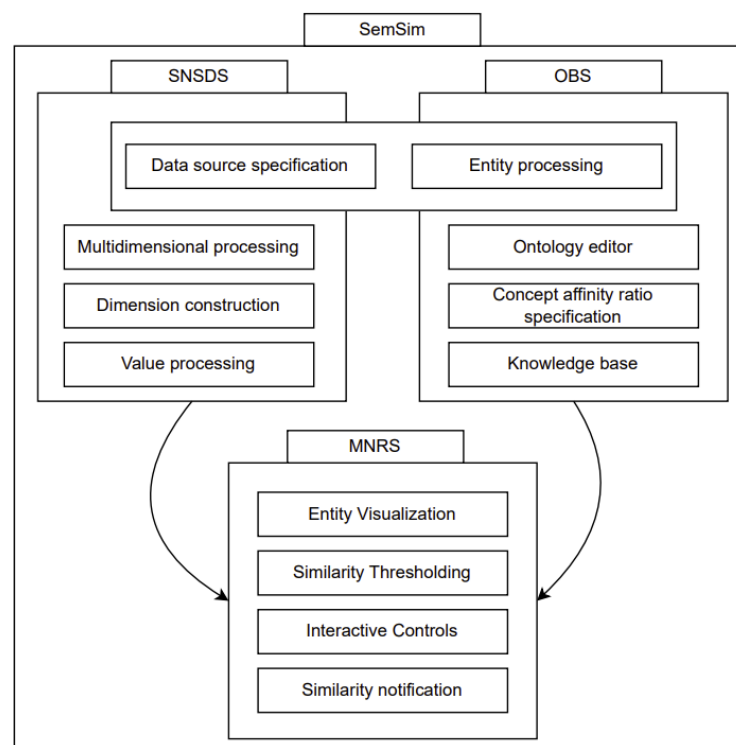 SemSim
SNSDS
OBS
Data source specification
Entity processing
Multidimensional processing
Ontology editor
Dimension construction
Concept affinity ratio
specification
Value processing
Knowledge base
MNRS
Entity Visualization
Similarity Thresholding
Interactive Controls
Similarity notification